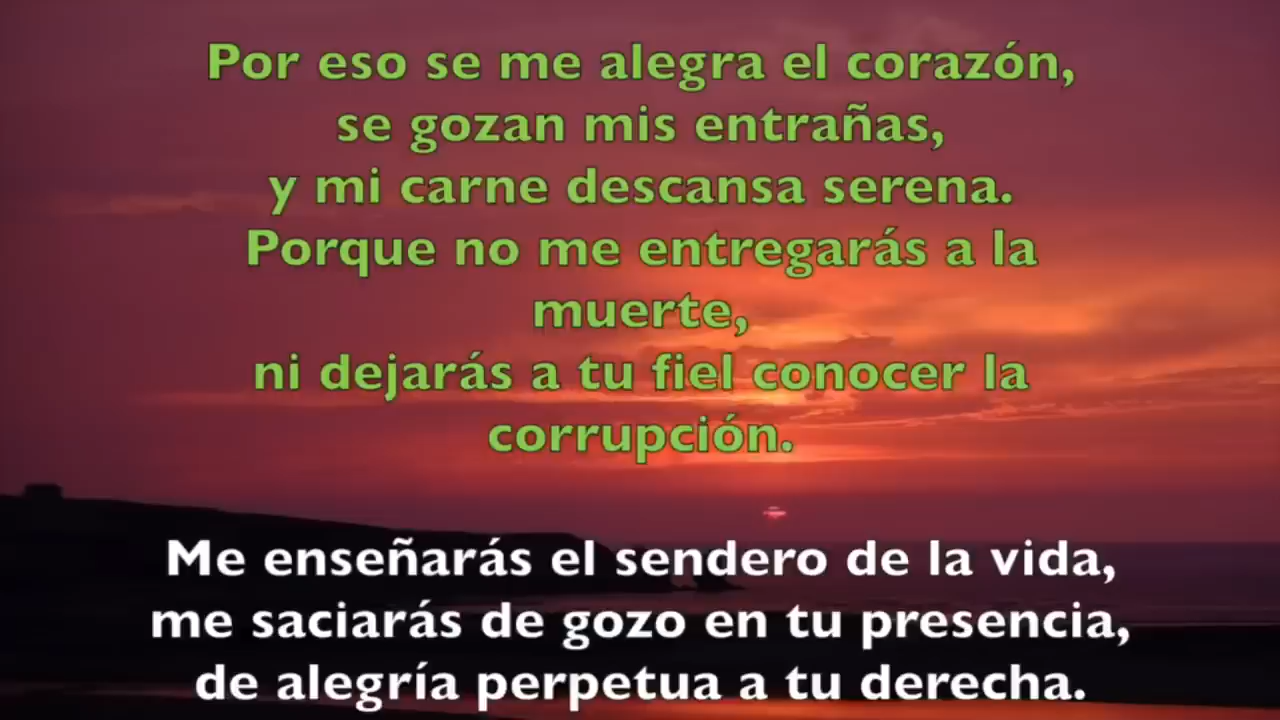 Por eso se me alegra el corazón,
se gozan mis entrañas,
y mi carne descansa serena.
Porque no me entregarás a la
muerte,
ni dejarás a tu fiel conocer la
corrupción.
Me enseñarás el sendero de la vida,
me saciarás de gozo en tu presencia,
de alegría perpetua a tu derecha.